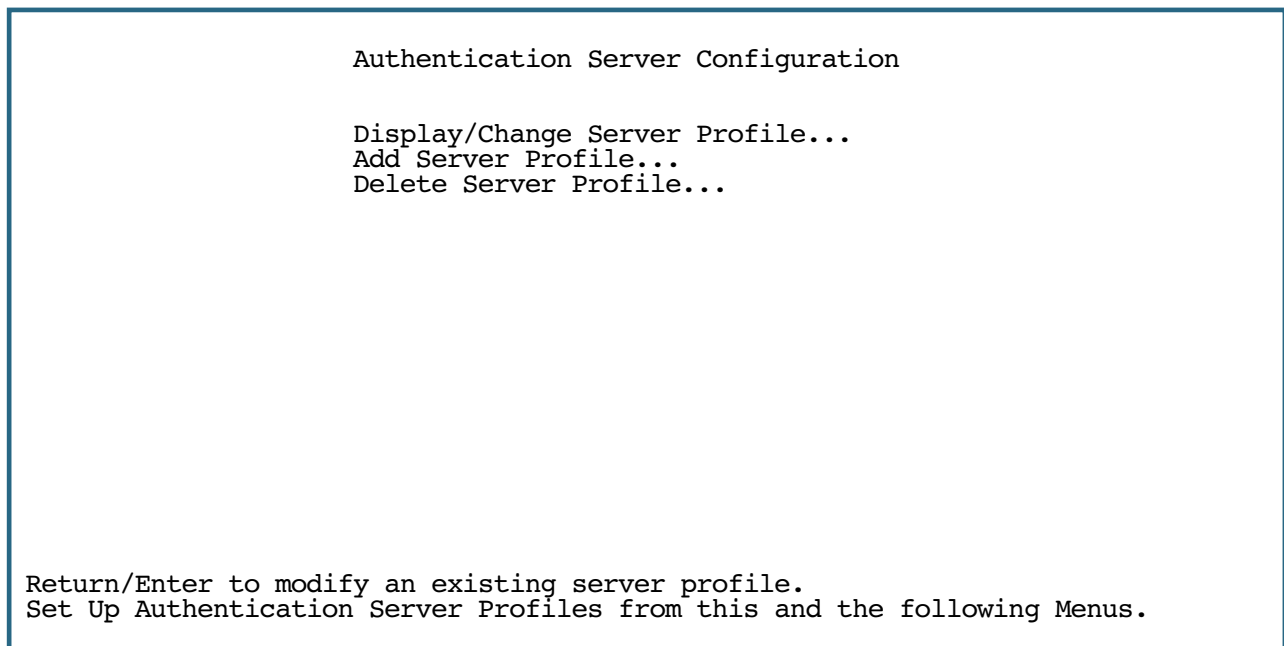 Authentication Server Configuration
Display/Change Server Profile...
Add Server Profile...
Delete Server Profile...
Return/Enter to modify an existing server profile.
Set Up Authentication Server Profiles from this and the following Menus.